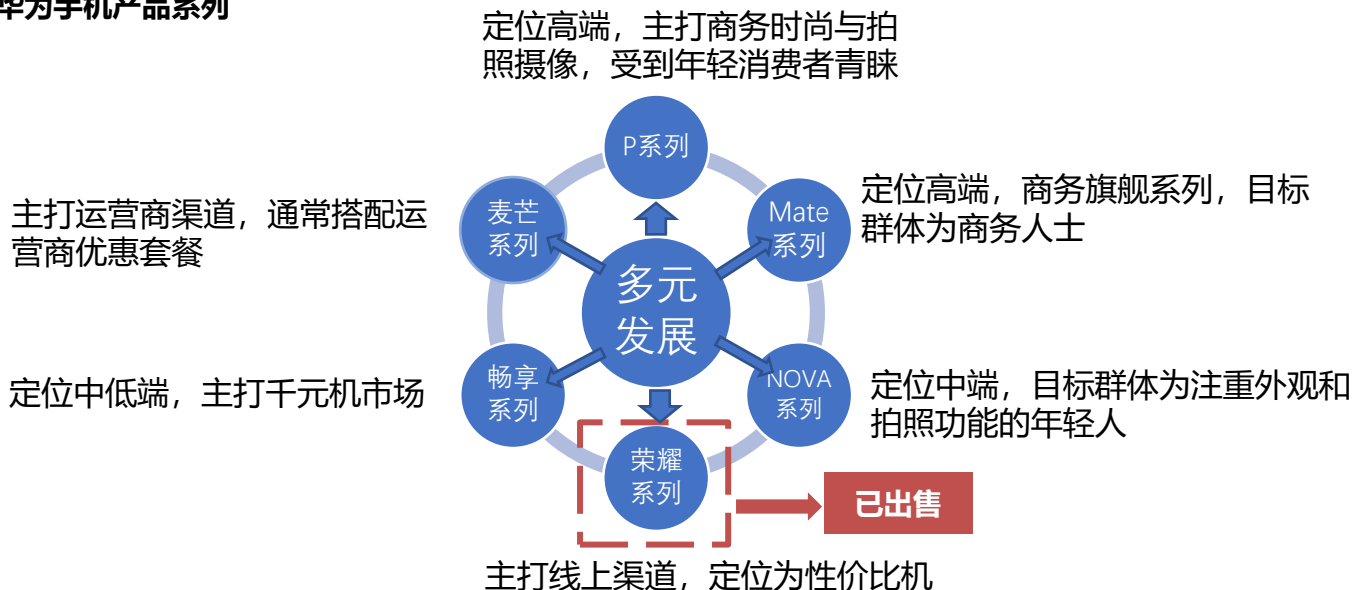 华为手机产品系列
定位高端，主打商务时尚与拍
照摄像，受到年轻消费者青睐
P系列
麦芒
系列
Mate
系列
主打运营商渠道，通常搭配运
营商优惠套餐
定位高端，商务旗舰系列，目标
群体为商务人士
多元
发展
畅享
系列
NOVA
系列
定位中低端，主打千元机市场
定位中端，目标群体为注重外观和
拍照功能的年轻人
荣耀
系列
已出售
主打线上渠道，定位为性价比机